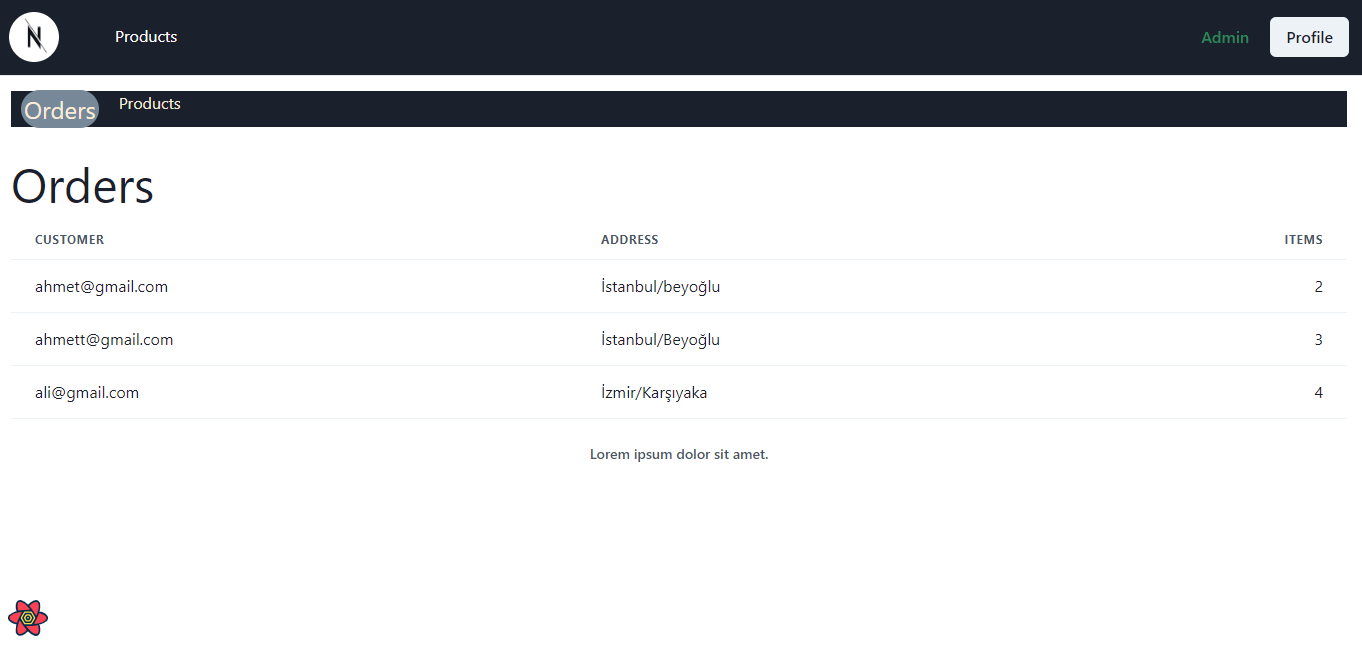 N Products Admin Profile
Orders Products
Orders
CUSTOMER ADDRESS ITEMS
ahmet@gmail.com İstanbul/beyoğlu 2
ahmett@gmail.com İstanbul/Beyoğlu 3
ali@gmail.com İzmir/Karşıyaka 4
Lorem ipsum dolor sit amet.